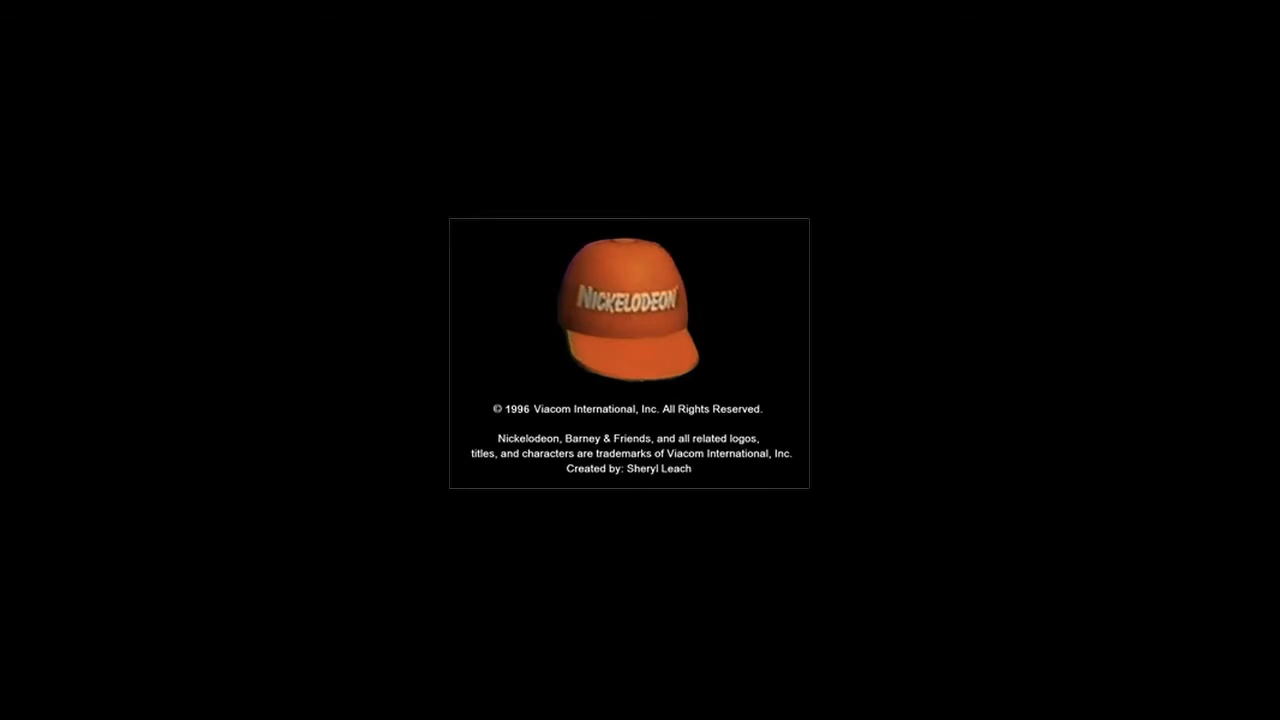 NICKELODEON
© 1996 Viacom International, Inc. All Rights Reserved.
Nickelodeon, Barney & Friends, and all related logos,
titles, and characters are trademarks of Viacom International, Inc.
Created by: Sheryl Leach